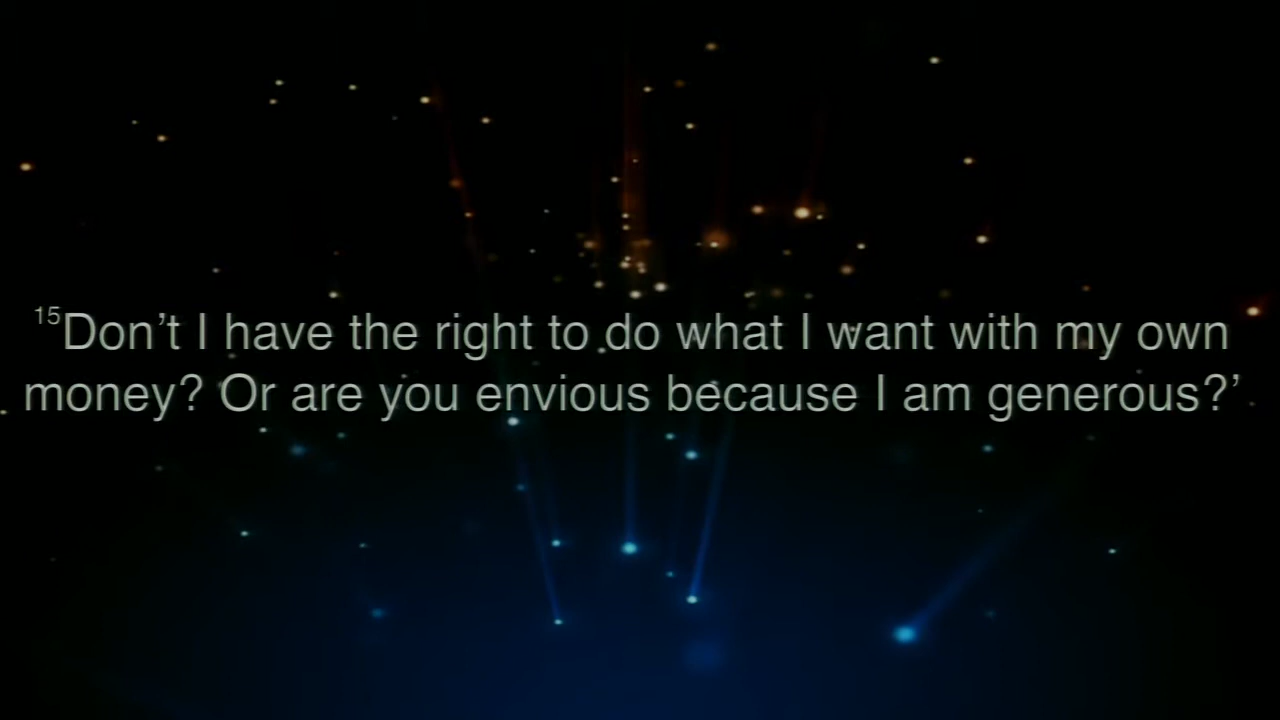 15Don’t I have the right to do what I want with my own
money? Or are you envious because I am generous?’